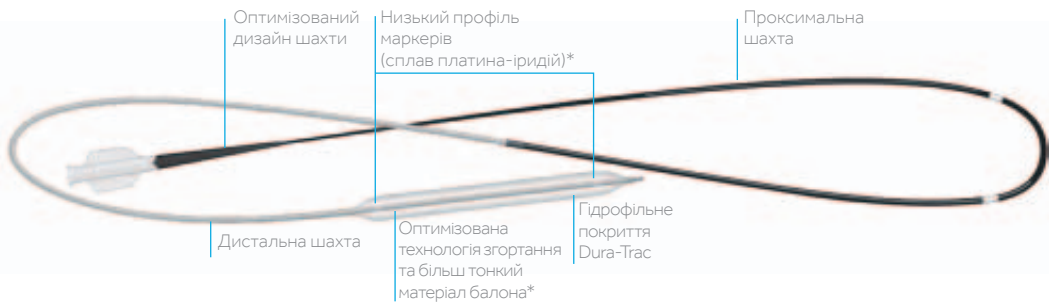 Оптимізований
дизайн шахти
Низький профіль
маркерів
(сплав платина-іридій)*
Проксимальна
шахта
Дистальна шахта
Оптимізована
технологія згортання
та більш тонкий
матеріал балона*
Гідрофільне
покриття
Dura-Trac